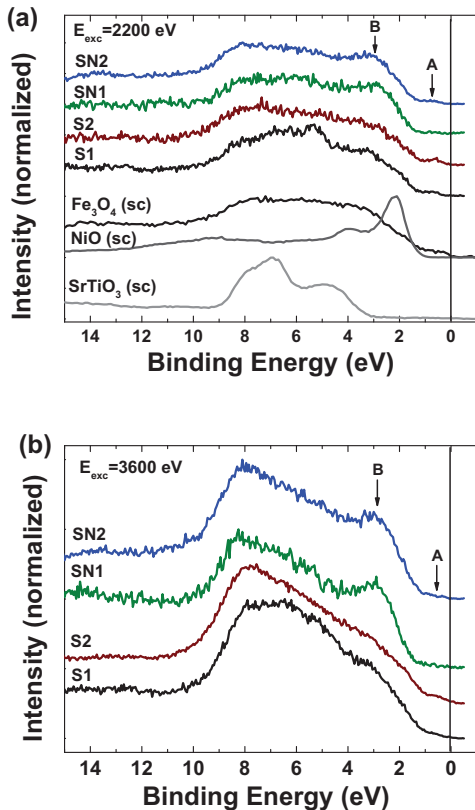 (a)
E_exc=2200 eV
B
A
SN2
SN1
S2
S1
Fe₃O₄ (sc)
NiO (sc)
SrTiO₃ (sc)
Intensity (normalized)
14 12 10 8 6 4 2 0
Binding Energy (eV)
(b)
E_exc=3600 eV
B
A
SN2
SN1
S2
S1
Intensity (normalized)
14 12 10 8 6 4 2 0
Binding Energy (eV)